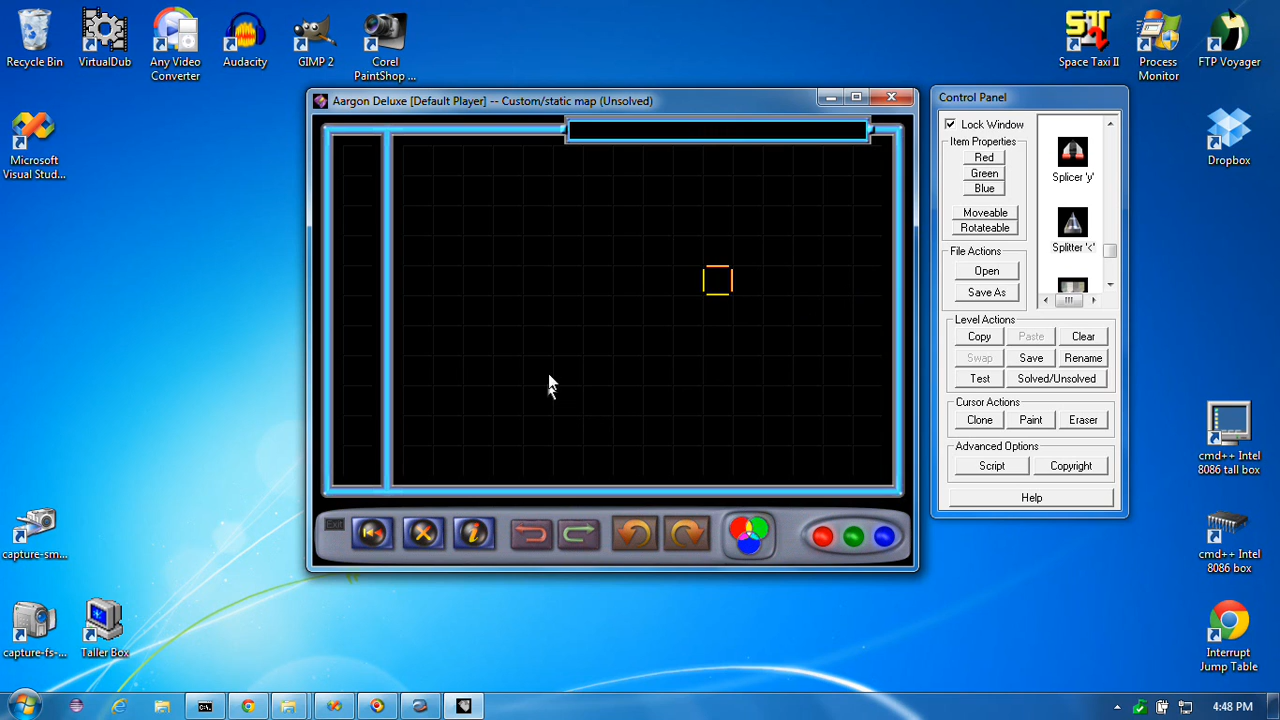 Recycle Bin
VirtualDub
Any Video
Converter
Audacity
GIMP 2
Corel
PaintShop ...
SPT
2
Space Taxi II
Process
Monitor
FTP Voyager
Microsoft
Visual Stud...
Dropbox
Aargon Deluxe [Default Player] -- Custom/static map (Unsolved)
Exit
Control Panel
Lock Window
Item Properties
Red
Green
Blue
Moveable
Rotateable
File Actions
Open
Save As
Splicer 'y'
Splitter '<'
Level Actions
Copy
Paste
Clear
Swap
Save
Rename
Test
Solved/Unsolved
Cursor Actions
Clone
Paint
Eraser
Advanced Options
Script
Copyright
Help
cmd++ Intel
8086 tall box
capture-sm...
cmd++ Intel
8086 box
capture-fs-...
Taller Box
Interrupt
Jump Table
4:48 PM